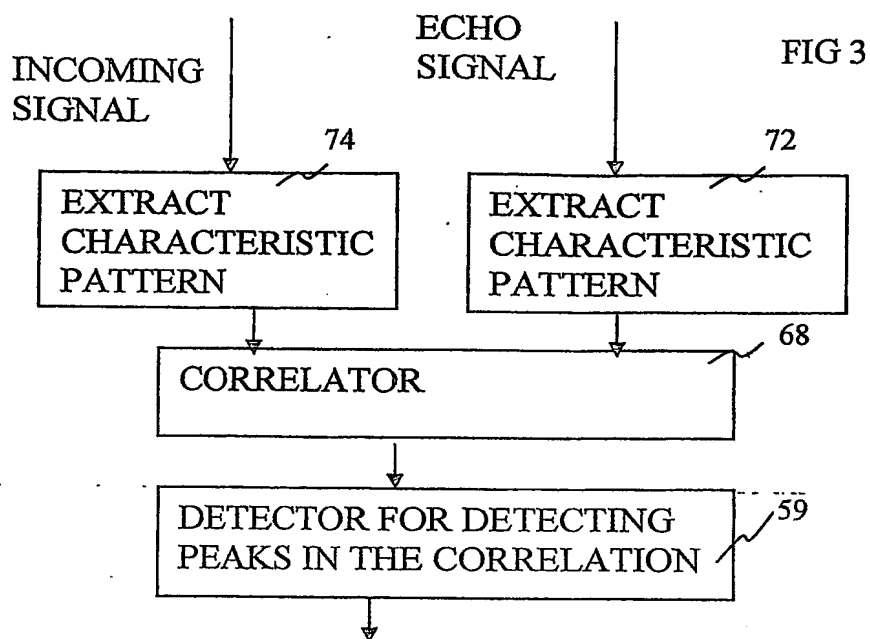 INCOMING
SIGNAL
ECHO
SIGNAL
FIG 3
74
EXTRACT
CHARACTERISTIC
PATTERN
72
EXTRACT
CHARACTERISTIC
PATTERN
68
CORRELATOR
59
DETECTOR FOR DETECTING
PEAKS IN THE CORRELATION